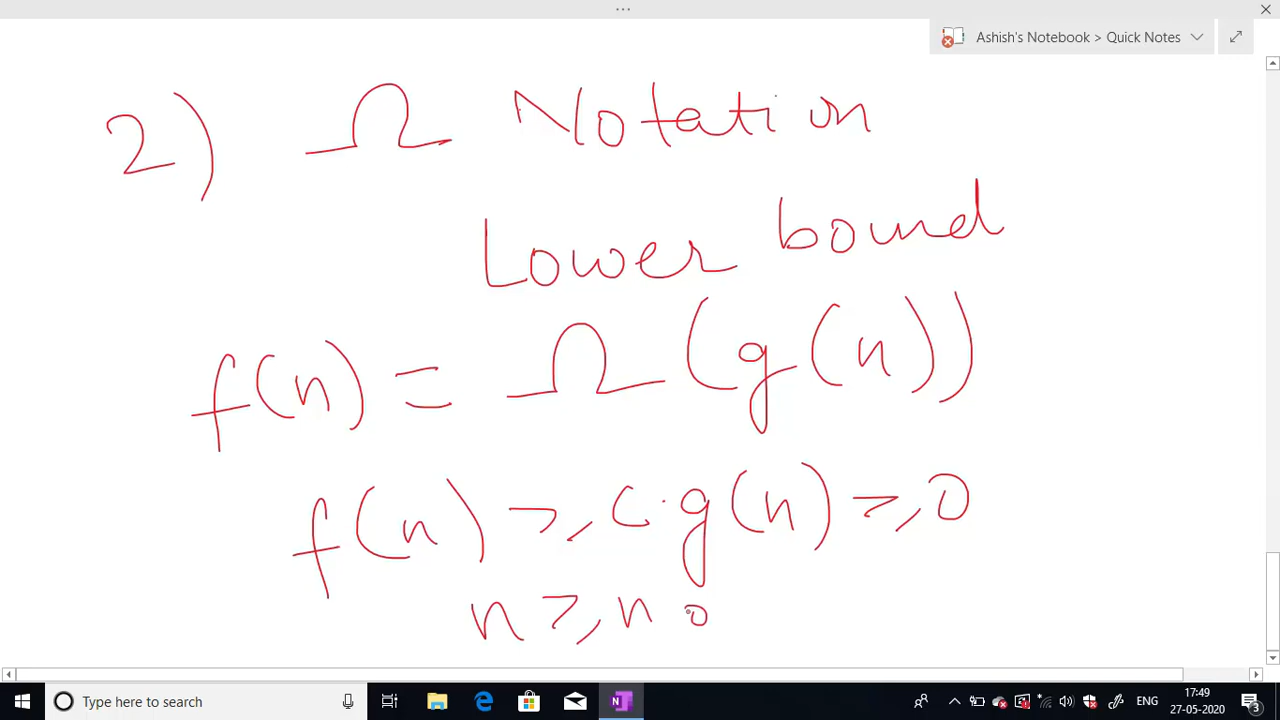 Ashish's Notebook > Quick Notes
2) Ω Notation
Lower bound
f(n) = Ω (g(n))
f(n) ≥ c.g(n) ≥ 0
n ≥ n0
Type here to search
ENG
17:49
27-05-2020
3